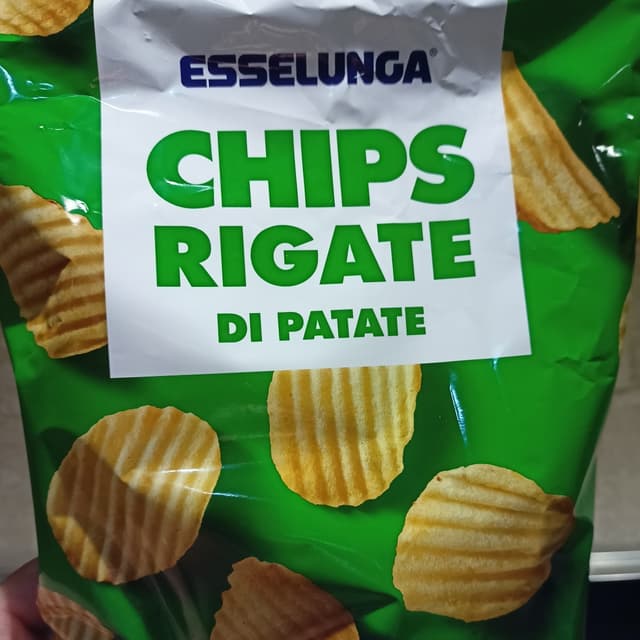 ESSELUNGA®
CHIPS
RIGATE
DI PATATE